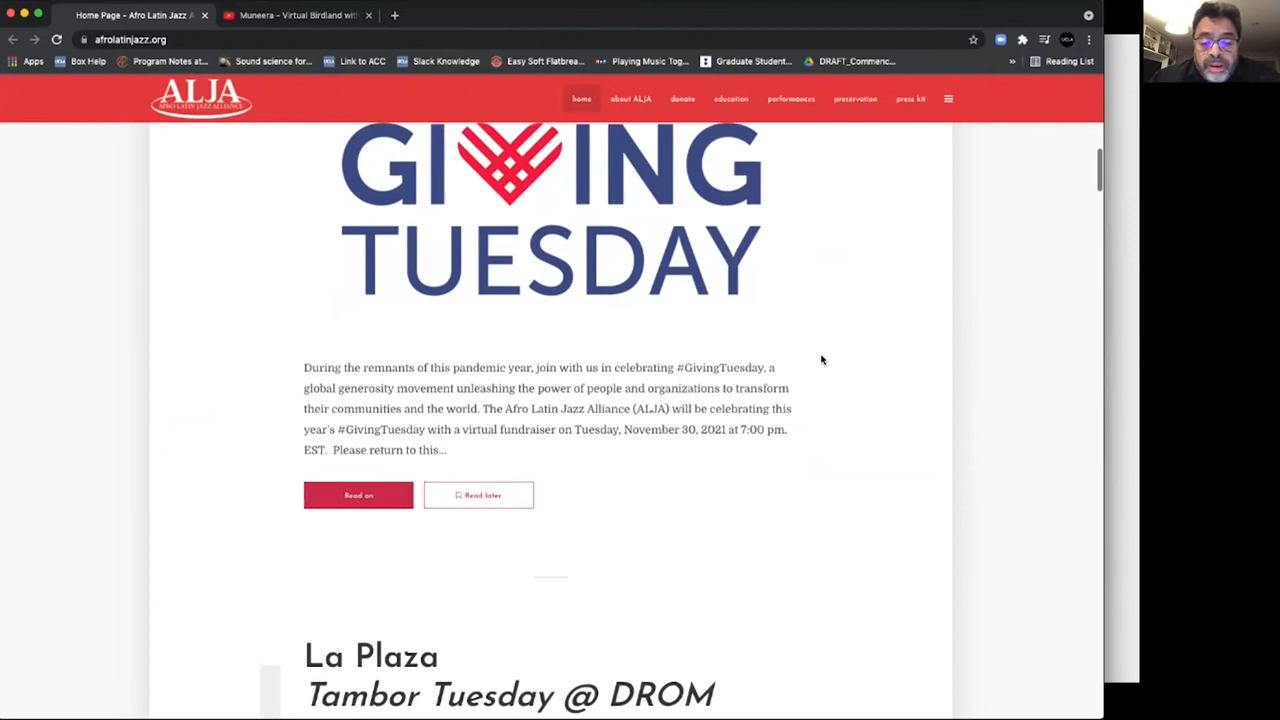 Home Page - Afro Latin Jazz A
Muneera - Virtual Birdland wit
afrolatinjazz.org
UCLA
Apps
Box Help
Program Notes at...
Sound science for...
Link to ACC
Slack Knowledge
Easy Soft Flatbrea...
Playing Music Tog...
Graduate Student...
DRAFT_Commenc...
»
Reading List
ALJA
AFRO LATIN JAZZ ALLIANCE
home
about ALJA
donate
education
performances
preservation
press kit
GIVING
TUESDAY
During the remnants of this pandemic year, join with us in celebrating #GivingTuesday, a
global generosity movement unleashing the power of people and organizations to transform
their communities and the world. The Afro Latin Jazz Alliance (ALJA) will be celebrating this
year's #GivingTuesday with a virtual fundraiser on Tuesday, November 30, 2021 at 7:00 pm.
EST. Please return to this...
Read on
Read later
La Plaza
Tambor Tuesday @ DROM